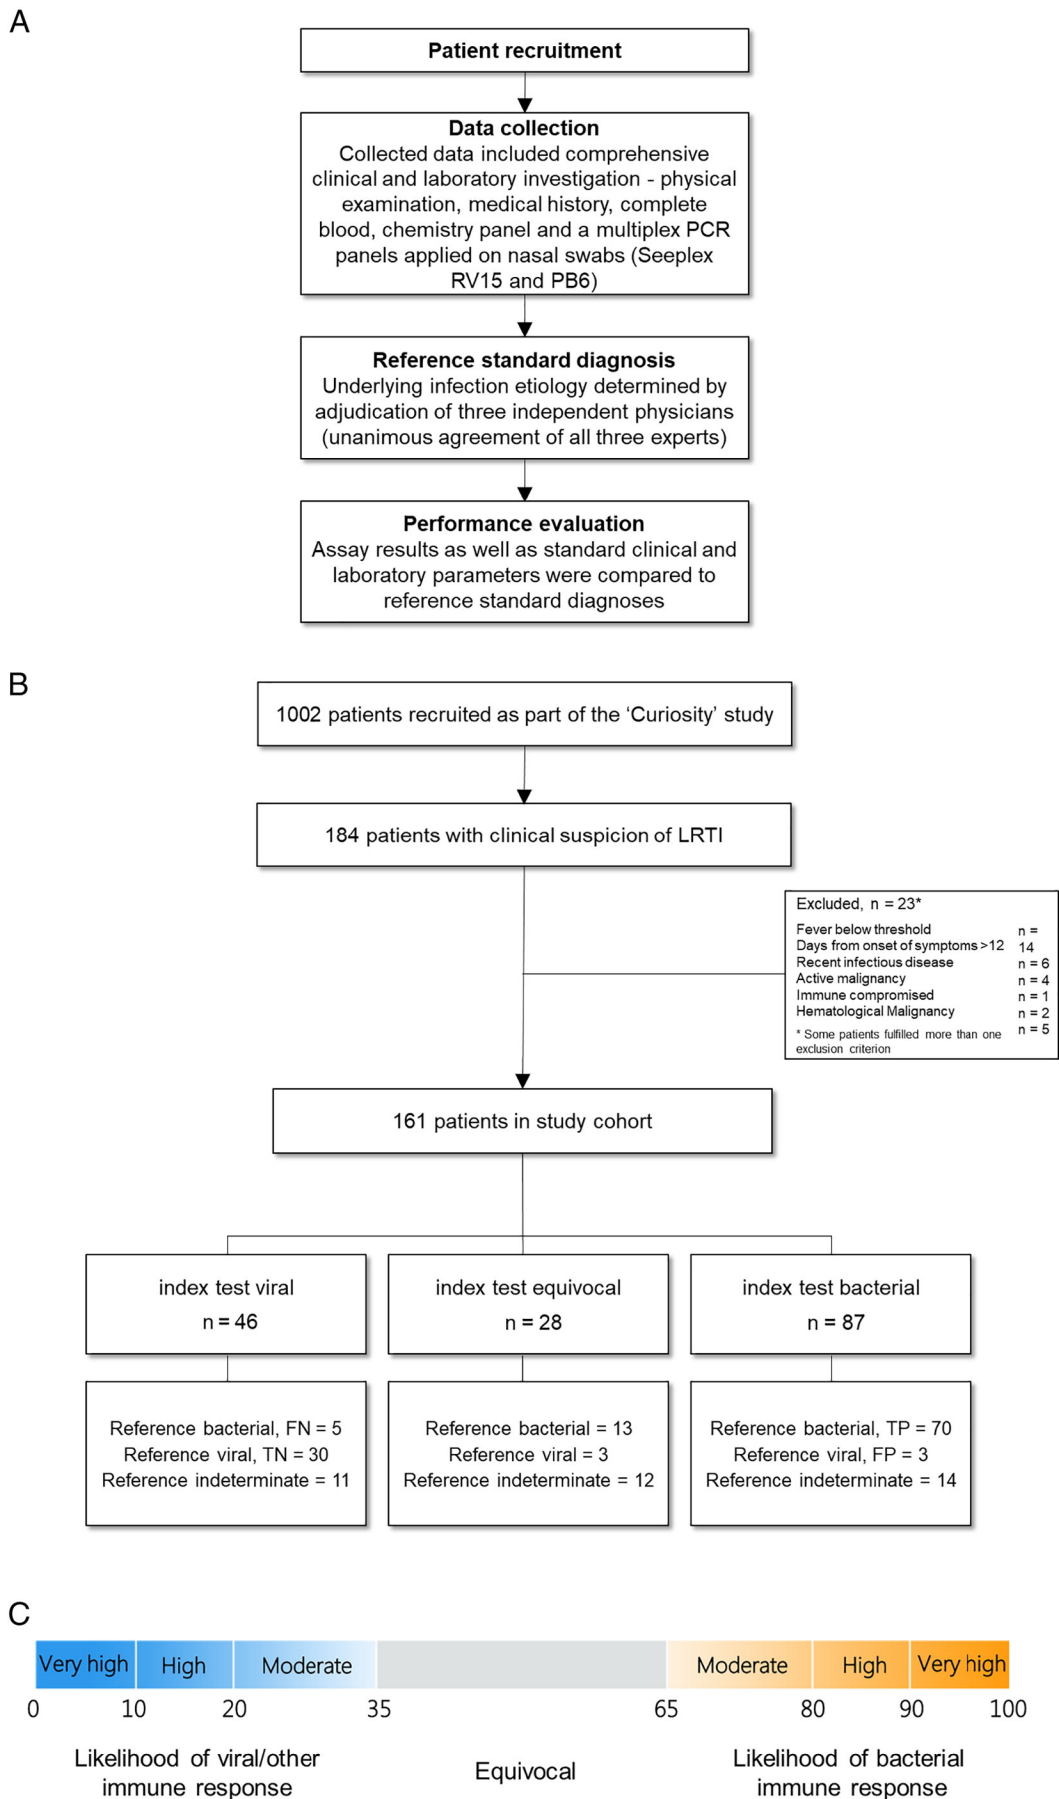 A
Patient recruitment
Data collection
Collected data included comprehensive
clinical and laboratory investigation - physical
examination, medical history, complete
blood, chemistry panel and a multiplex PCR
panels applied on nasal swabs (Seeplex
RV15 and PB6)
Reference standard diagnosis
Underlying infection etiology determined by
adjudication of three independent physicians
(unanimous agreement of all three experts)
Performance evaluation
Assay results as well as standard clinical and
laboratory parameters were compared to
reference standard diagnoses
B
1002 patients recruited as part of the ‘Curiosity’ study
184 patients with clinical suspicion of LRTI
Excluded, n = 23*
Fever below threshold n =
Days from onset of symptoms >12 14
Recent infectious disease n = 6
Active malignancy n = 4
Immune compromised n = 1
Hematological Malignancy n = 2
n = 5
* Some patients fulfilled more than one
exclusion criterion
161 patients in study cohort
index test viral
n = 46
index test equivocal
n = 28
index test bacterial
n = 87
Reference bacterial, FN = 5
Reference viral, TN = 30
Reference indeterminate = 11
Reference bacterial = 13
Reference viral = 3
Reference indeterminate = 12
Reference bacterial, TP = 70
Reference viral, FP = 3
Reference indeterminate = 14
C
Very high High Moderate Moderate High Very high
0 10 20 35 65 80 90 100
Likelihood of viral/other
immune response
Equivocal
Likelihood of bacterial
immune response